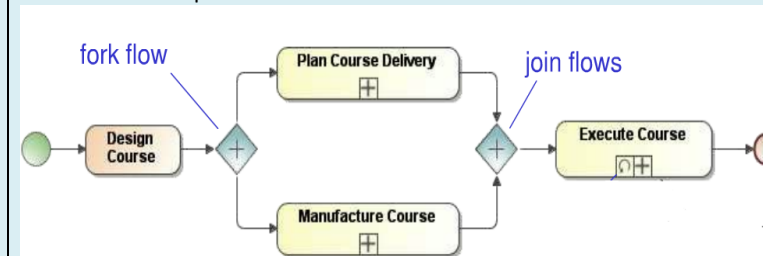 fork flow
Plan Course Delivery
join flows
Design
Course
Execute Course
Manufacture Course